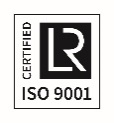 CERTIFIED
LR
ISO 9001